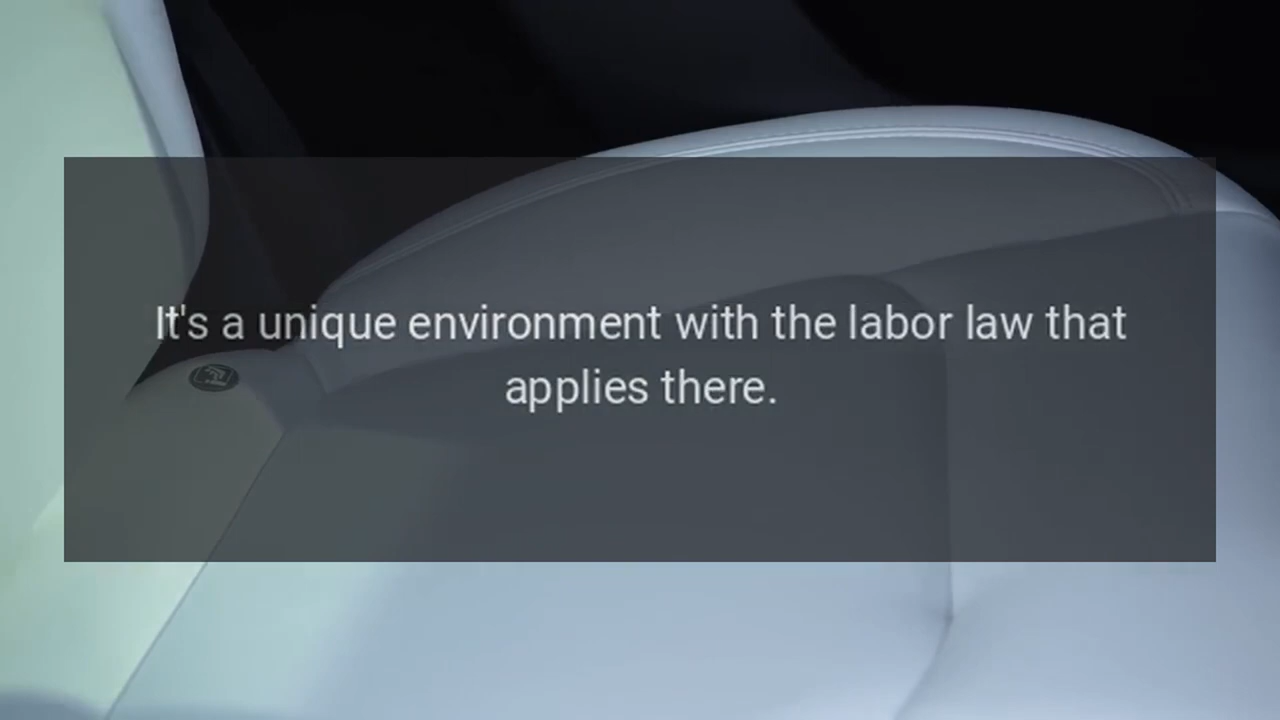 It's a unique environment with the labor law that
applies there.